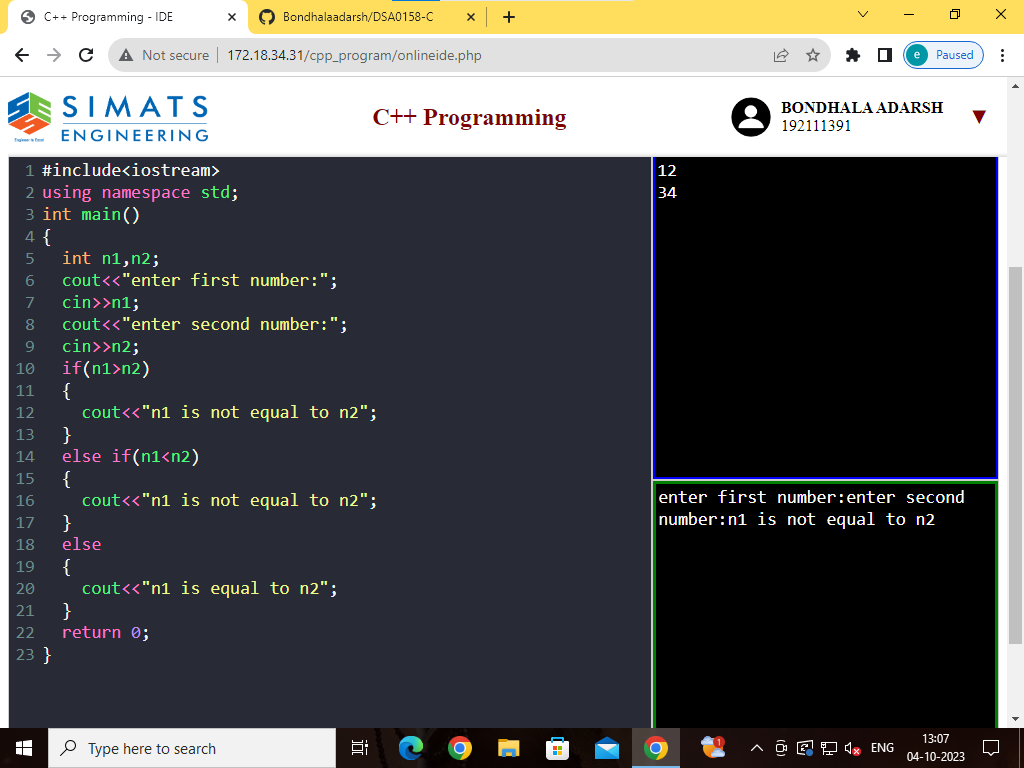 C++ Programming - IDE
Bondhalaadarsh/DSA0158-C
Not secure
172.18.34.31/cpp_program/onlineide.php
e Paused
SIMATS
ENGINEERING
Engineer to Excel
C++ Programming
BONDHALA ADARSH
192111391
1 #include<iostream>
2 using namespace std;
3 int main()
4 {
5 int n1,n2;
6 cout<<"enter first number:";
7 cin>>n1;
8 cout<<"enter second number:";
9 cin>>n2;
10 if(n1>n2)
11 {
12 cout<<"n1 is not equal to n2";
13 }
14 else if(n1<n2)
15 {
16 cout<<"n1 is not equal to n2";
17 }
18 else
19 {
20 cout<<"n1 is equal to n2";
21 }
22 return 0;
23 }
12
34
enter first number:enter second
number:n1 is not equal to n2
Type here to search
1
ENG
13:07
04-10-2023